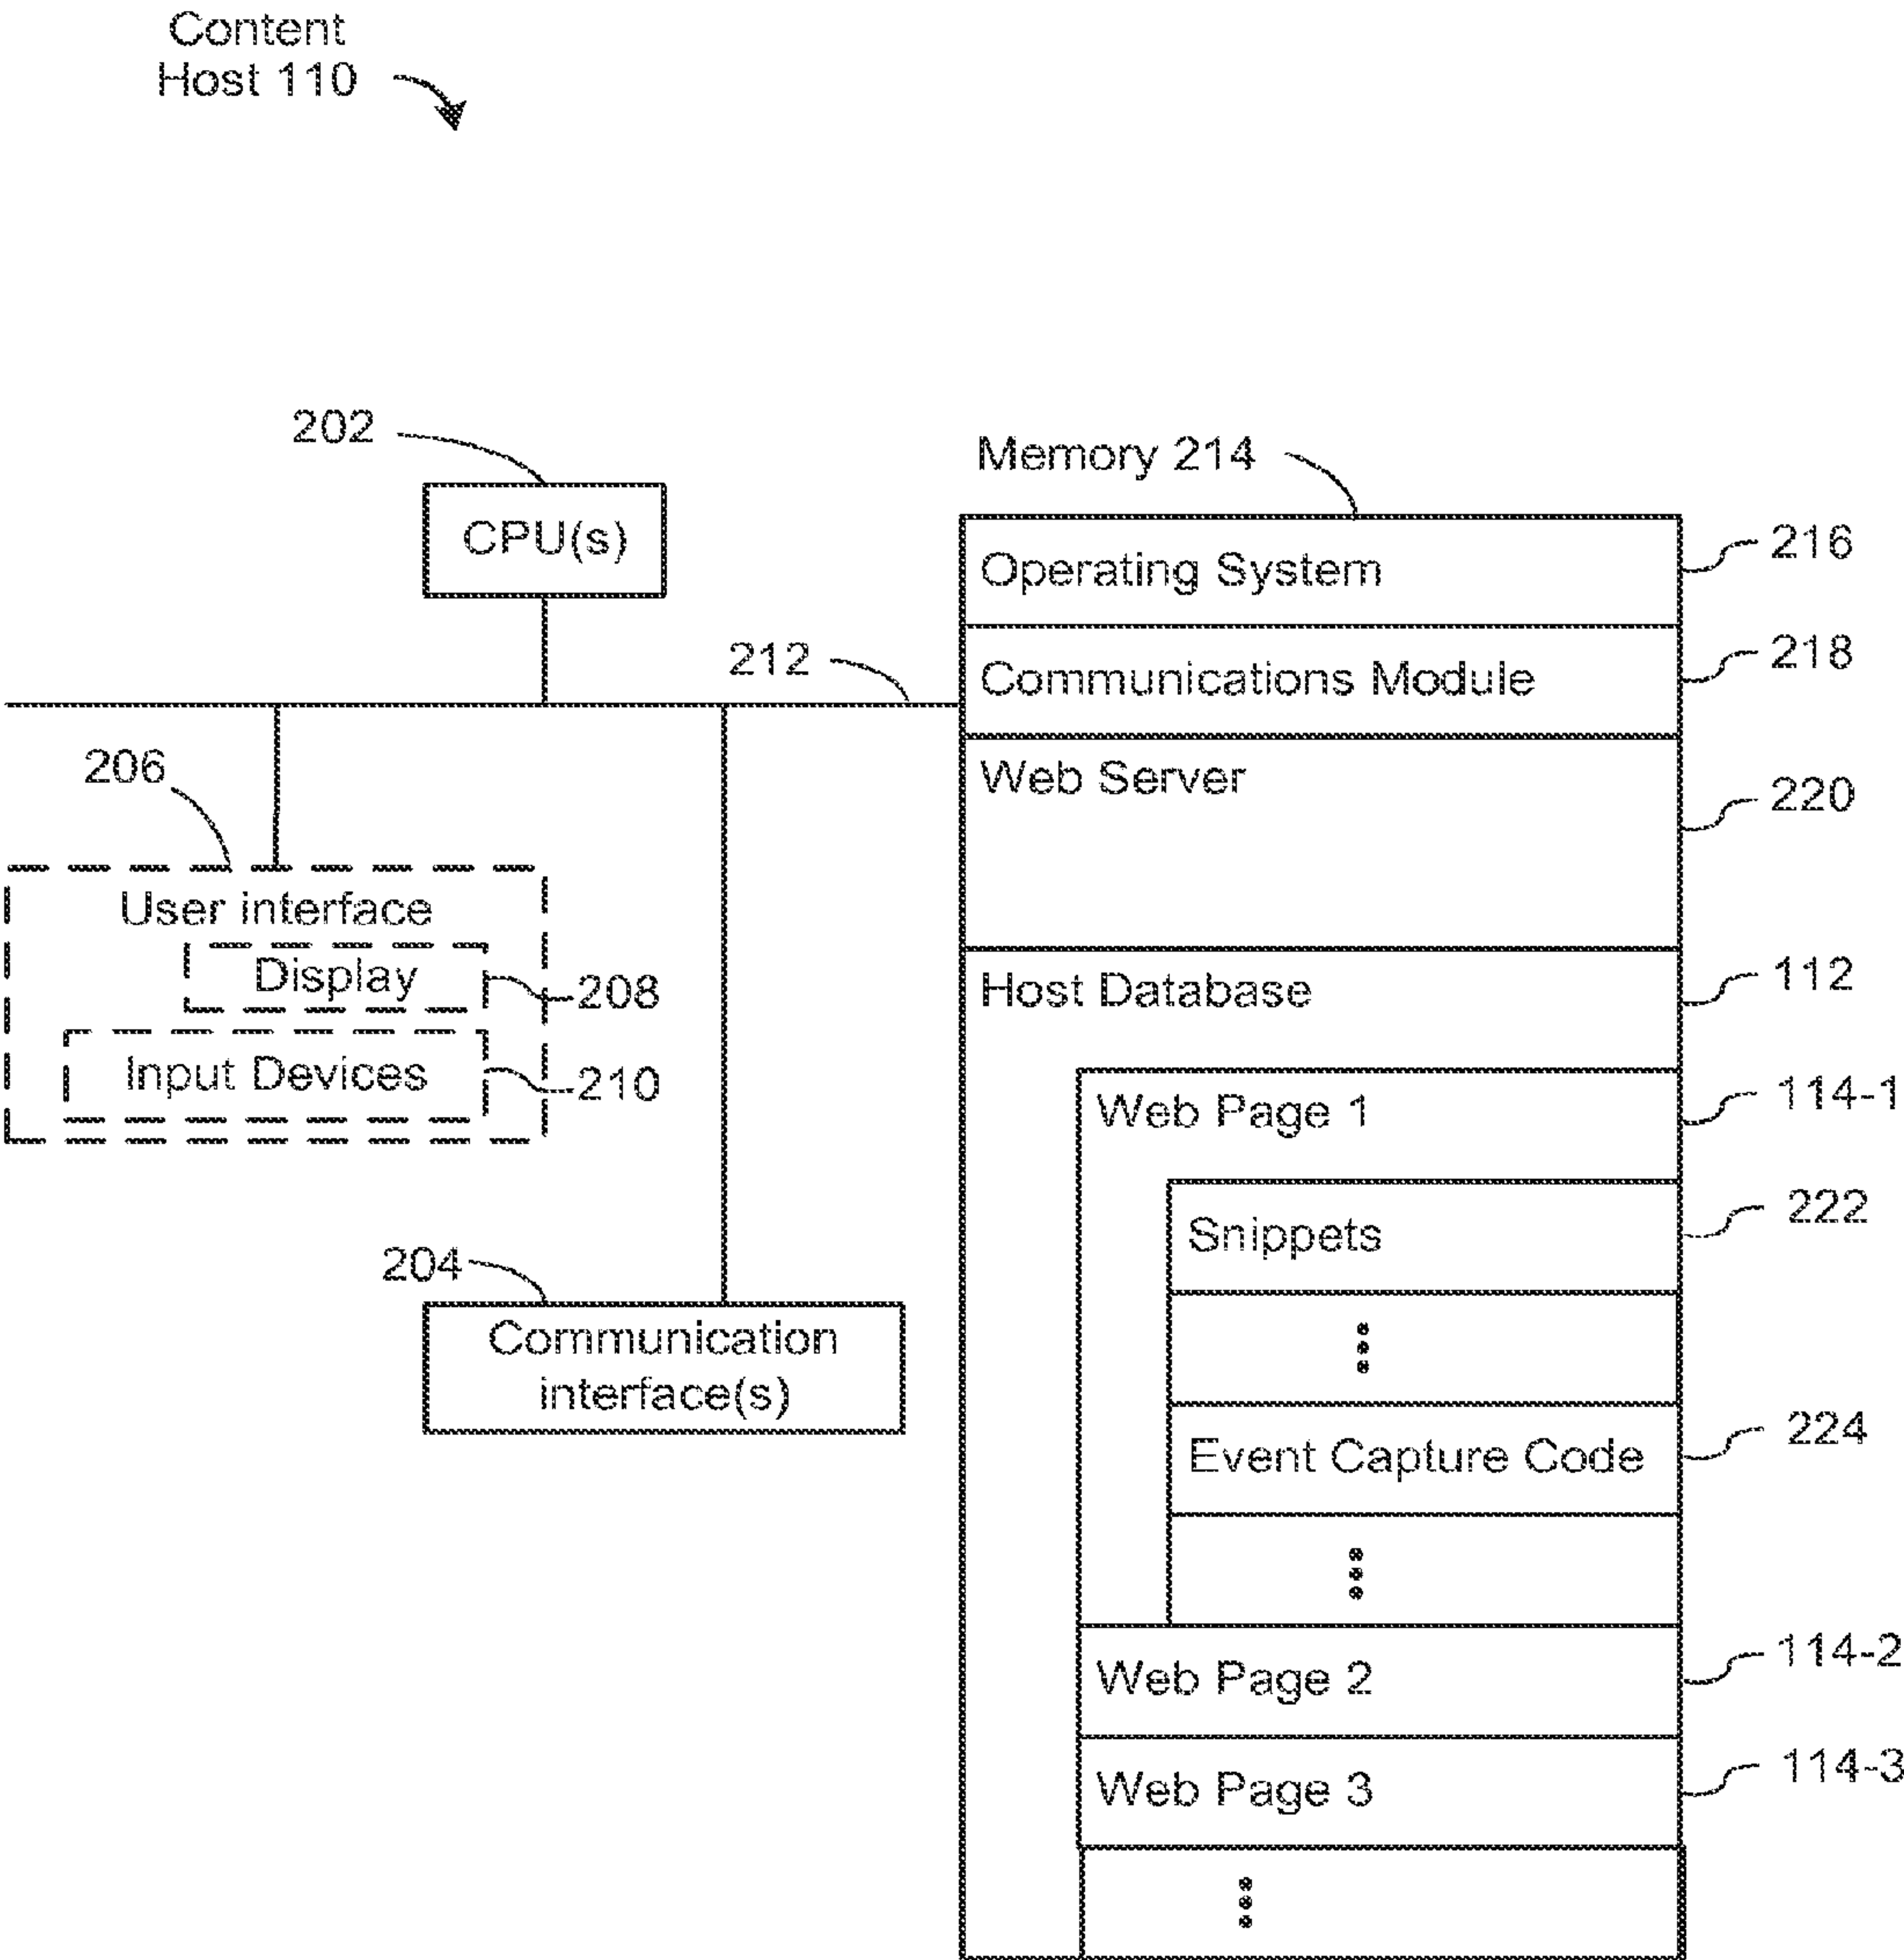 Content
Host 110
202
CPU(s)
212
206
User interface
Display
208
Input Devices
210
204
Communication
interface(s)
Memory 214
Operating System
216
Communications Module
218
Web Server
220
Host Database
112
Web Page 1
114-1
Snippets
222
Event Capture Code
224
Web Page 2
114-2
Web Page 3
114-3